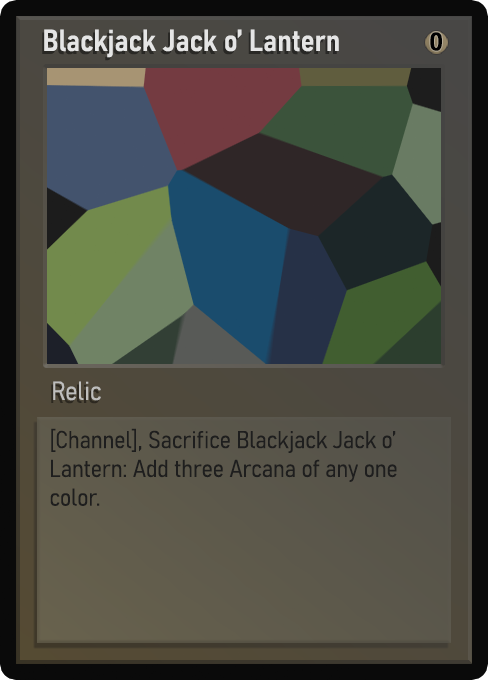 Blackjack Jack o' Lantern
0
Relic
[Channel], Sacrifice Blackjack Jack o'
Lantern: Add three Arcana of any one
color.